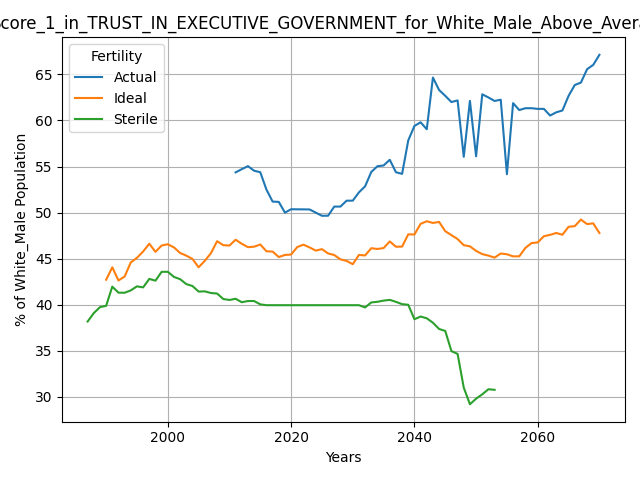 core_1_in_TRUST_IN_EXECUTIVE_GOVERNMENT_for_White_Male_Above_Avera
Fertility
Actual
Ideal
Sterile
% of White_Male Population
65
60
55
50
45
40
35
30
2000 2020 2040 2060
Years